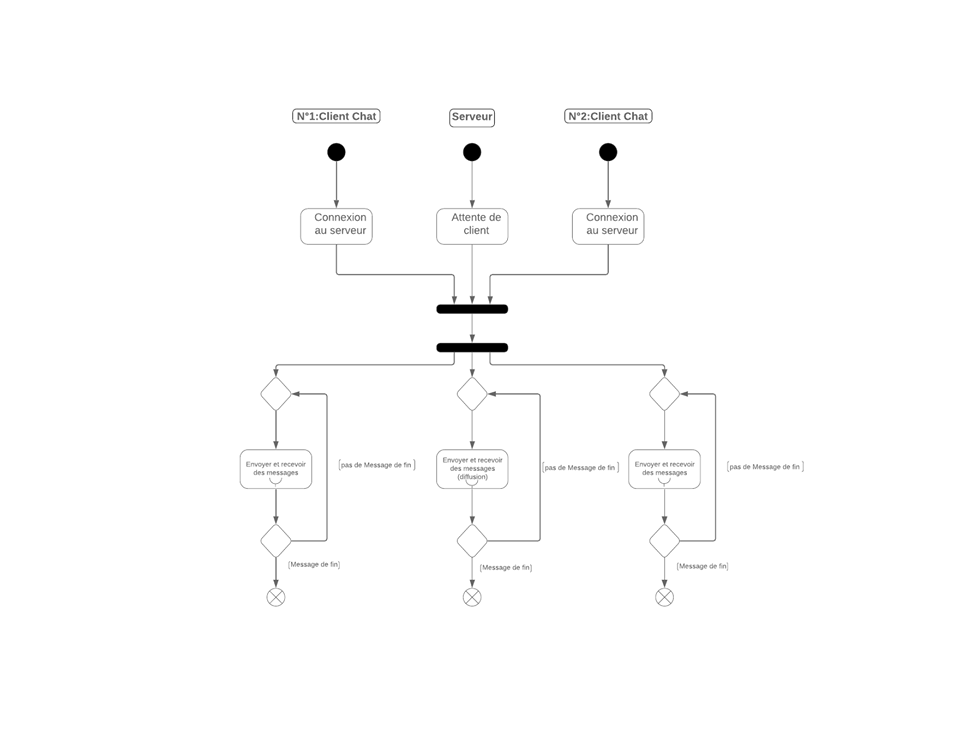 N°1:Client Chat
Serveur
N°2:Client Chat
Connexion
au serveur
Attente de
client
Connexion
au serveur
Envoyer et recevoir
des messages
[pas de Message de fin ]
Envoyer et recevoir
des messages
(diffusion)
[pas de Message de fin ]
Envoyer et recevoir
des messages
[pas de Message de fin ]
[Message de fin]
[Message de fin]
[Message de fin]